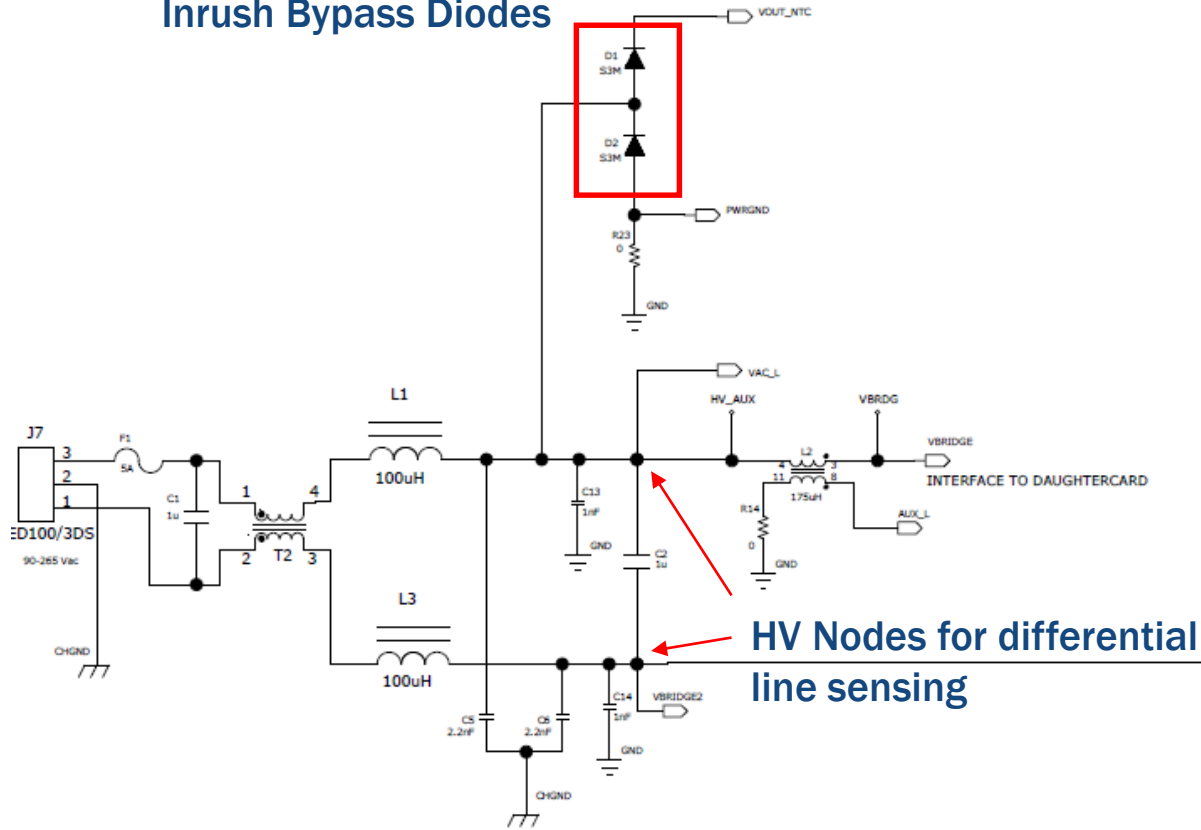 Inrush Bypass Diodes
VOUT_NTC
D1
S3M
D2
S3M
PWRGND
R23
0
GND
VAC_L
HV_AUX
VBRDG
L1
100uH
J7
3
2
1
F1
5A
C1
1u
1
4
2
3
T2
ED100/3DS
90-265 Vac
CHGND
C13
1nF
GND
L2
4
3
11
8
175uH
VBRIDGE
INTERFACE TO DAUGHTERCARD
R14
0
GND
AUX_L
C2
1u
L3
100uH
HV Nodes for differential
line sensing
C5
2.2nF
C6
2.2nF
C14
1nF
VBRIDGE2
GND
CHGND